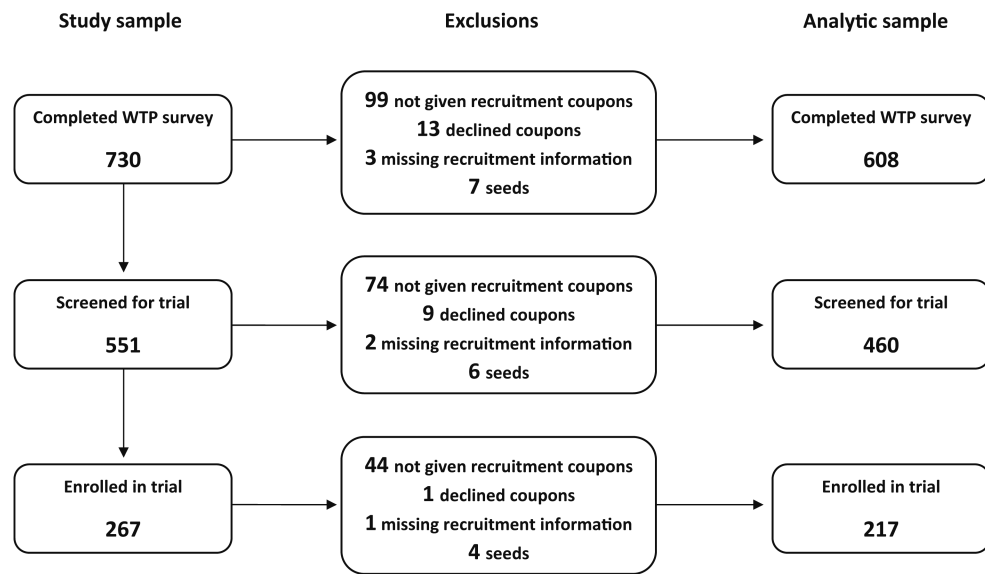 Study sample
Exclusions
Analytic sample
Completed WTP survey
730
99 not given recruitment coupons
13 declined coupons
3 missing recruitment information
7 seeds
Completed WTP survey
608
Screened for trial
551
74 not given recruitment coupons
9 declined coupons
2 missing recruitment information
6 seeds
Screened for trial
460
Enrolled in trial
267
44 not given recruitment coupons
1 declined coupons
1 missing recruitment information
4 seeds
Enrolled in trial
217